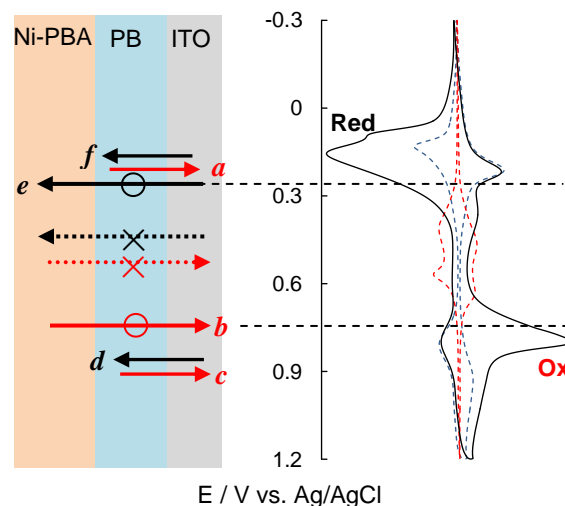 Ni-PBA PB ITO
-0.3
0
0.3
0.6
0.9
1.2
Red
Ox
f
a
e
b
d
c
E / V vs. Ag/AgCl